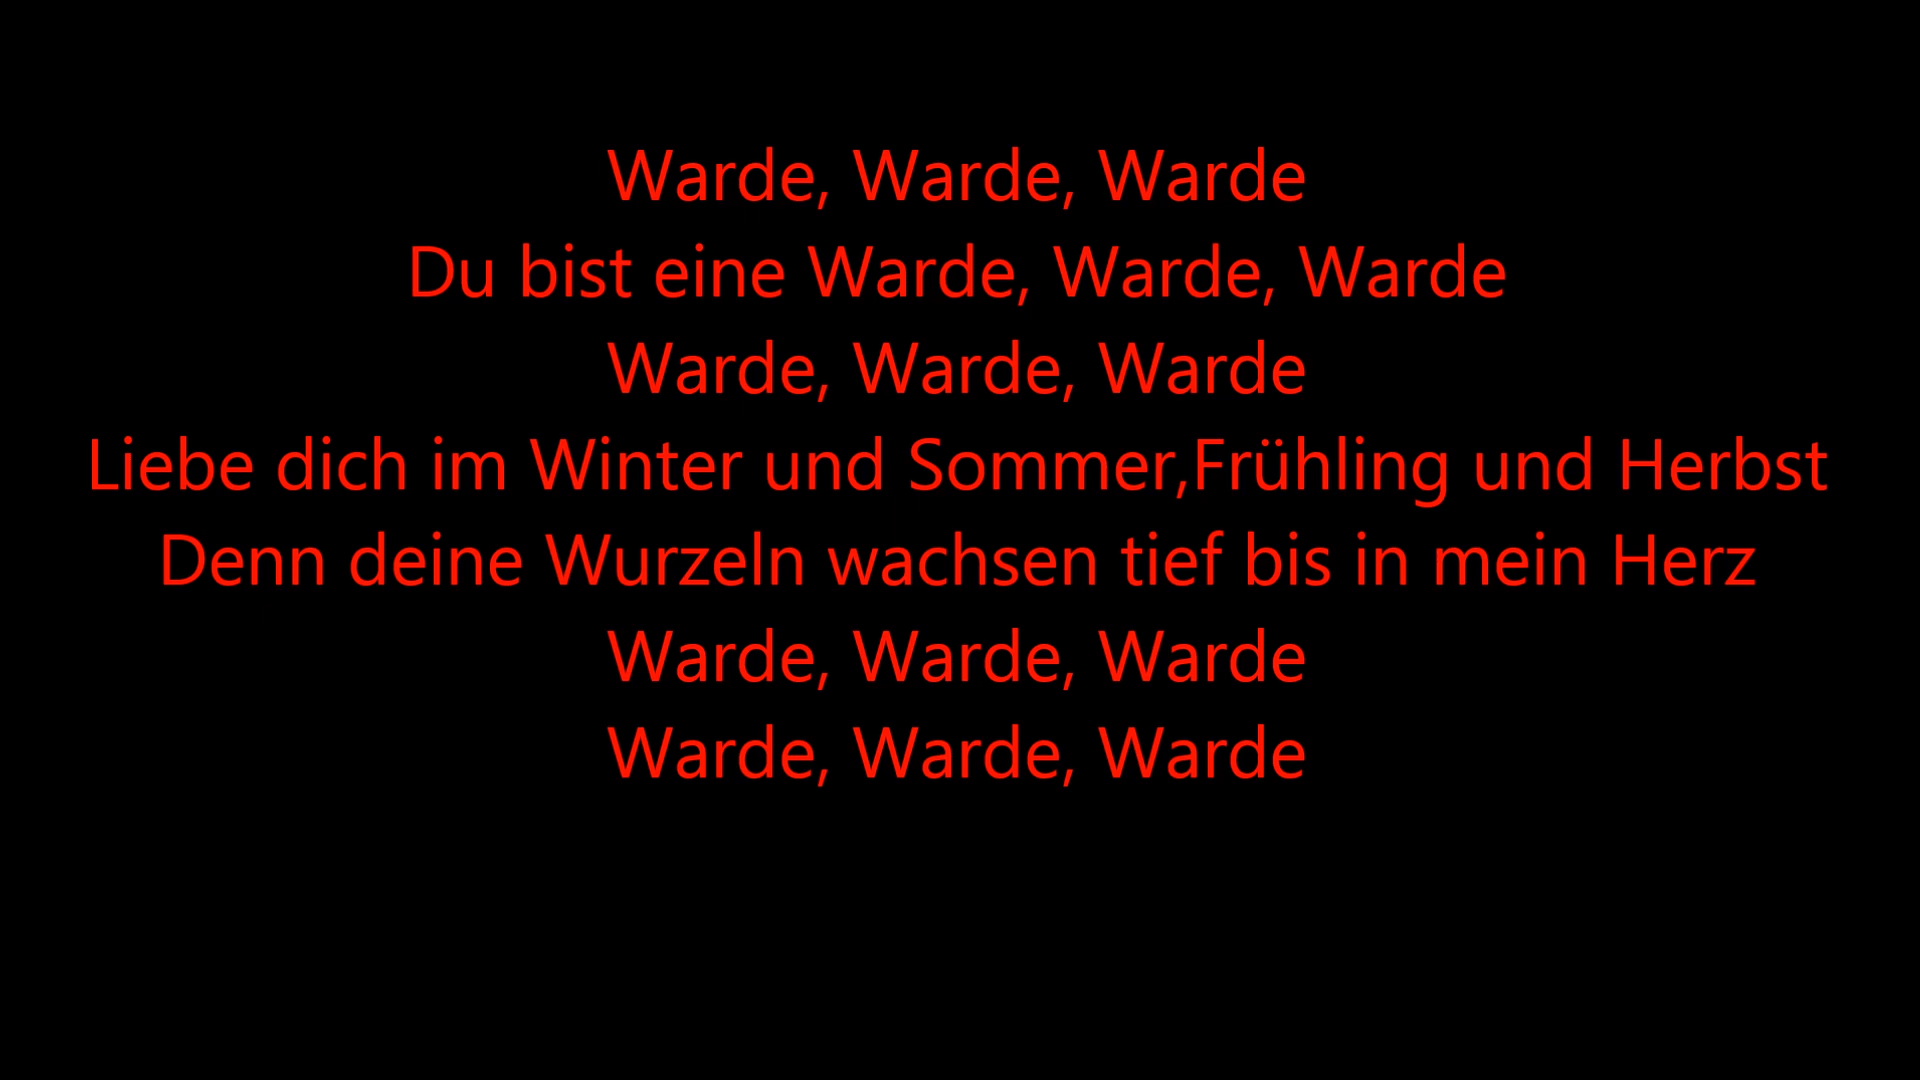 Warde, Warde, Warde
Du bist eine Warde, Warde, Warde
Warde, Warde, Warde
Liebe dich im Winter und Sommer,Frühling und Herbst
Denn deine Wurzeln wachsen tief bis in mein Herz
Warde, Warde, Warde
Warde, Warde, Warde